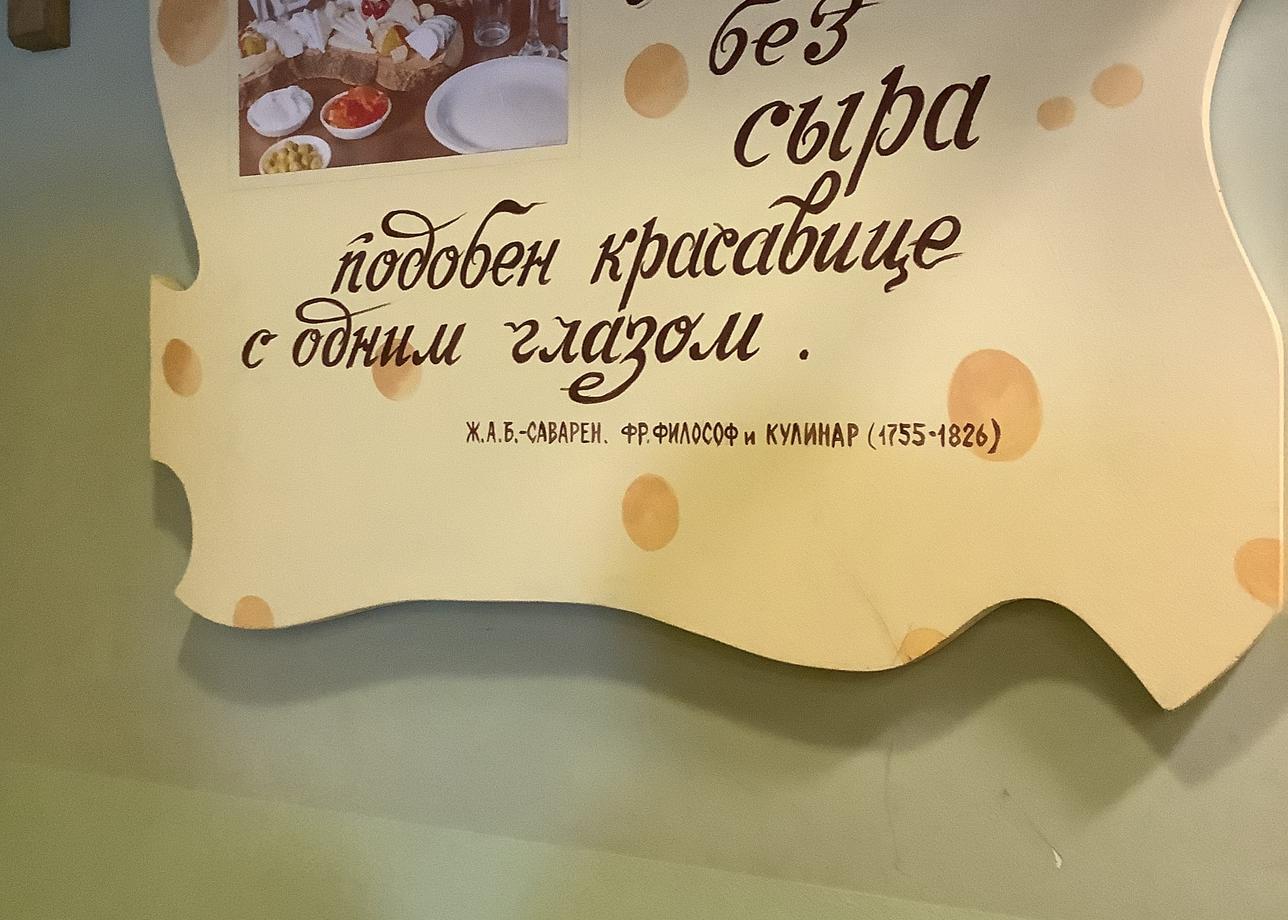 без
сыра
подобен красавице
с одним глазом .
Ж.А.Б.-САВАРЕН. ФР.ФИЛОСОФ и КУЛИНАР (1755-1826)